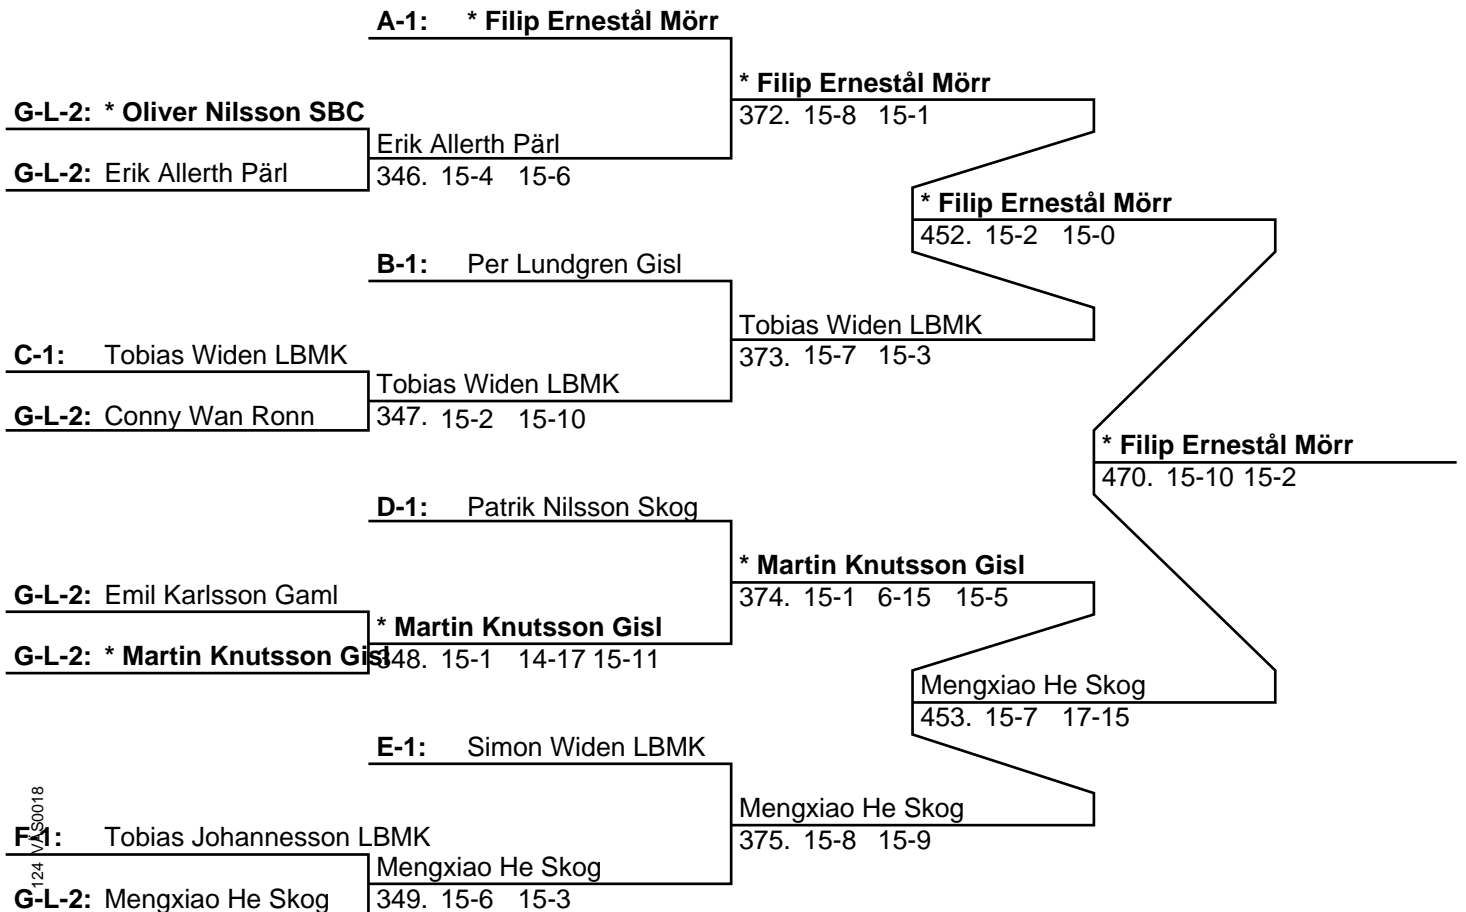 A-1: * Filip Ernestål Mörr
* Filip Ernestål Mörr
G-L-2: * Oliver Nilsson SBC
372. 15-8 15-1
Erik Allerth Pärl
G-L-2: Erik Allerth Pärl
346. 15-4 15-6
* Filip Ernestål Mörr
452. 15-2 15-0
B-1: Per Lundgren Gisl
Tobias Widen LBMK
C-1: Tobias Widen LBMK
373. 15-7 15-3
Tobias Widen LBMK
G-L-2: Conny Wan Ronn
347. 15-2 15-10
* Filip Ernestål Mörr
470. 15-10 15-2
D-1: Patrik Nilsson Skog
* Martin Knutsson Gisl
G-L-2: Emil Karlsson Gaml
374. 15-1 6-15 15-5
* Martin Knutsson Gisl
G-L-2: * Martin Knutsson Gisl
348. 15-1 14-17 15-11
Mengxiao He Skog
453. 15-7 17-15
E-1: Simon Widen LBMK
Mengxiao He Skog
F-1: Tobias Johannesson LBMK
375. 15-8 15-9
Mengxiao He Skog
G-L-2: Mengxiao He Skog
349. 15-6 15-3
124 VÄS0018